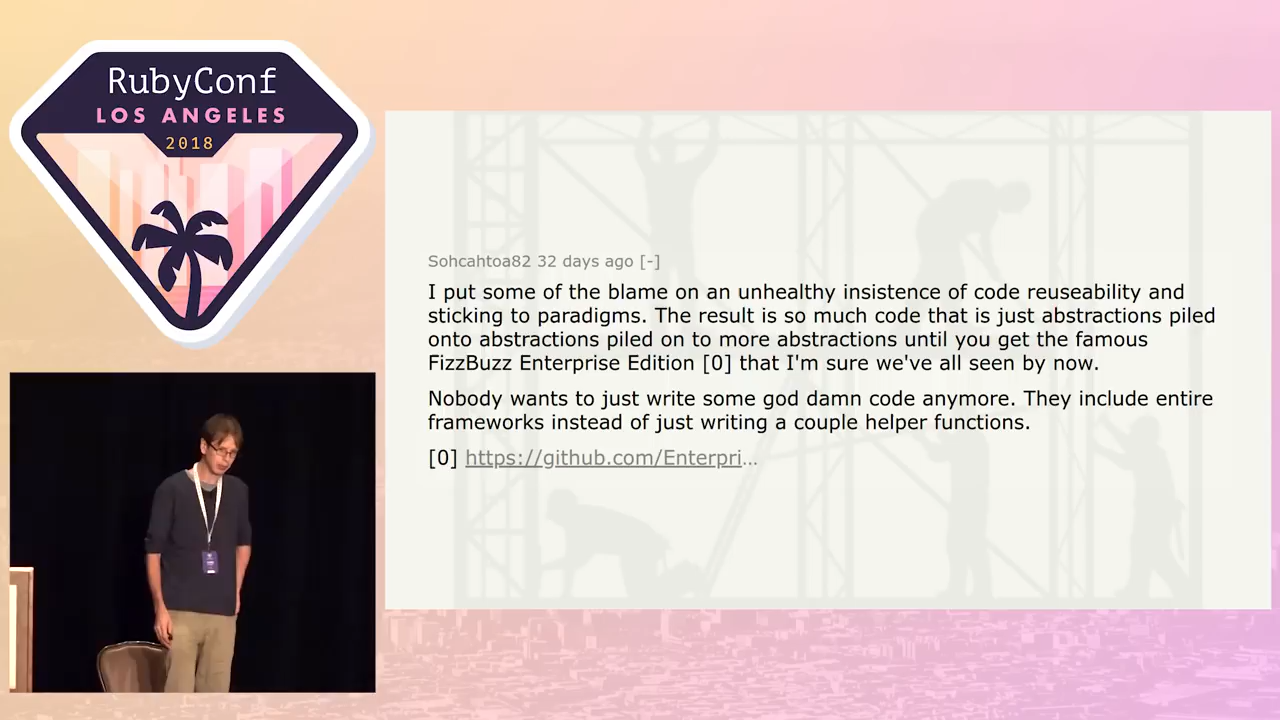 RubyConf
LOS ANGELES
2018
Sohcahtoa82 32 days ago [-]
I put some of the blame on an unhealthy insistence of code reuseability and
sticking to paradigms. The result is so much code that is just abstractions piled
onto abstractions piled on to more abstractions until you get the famous
FizzBuzz Enterprise Edition [0] that I'm sure we've all seen by now.
Nobody wants to just write some god damn code anymore. They include entire
frameworks instead of just writing a couple helper functions.
[0] https://github.com/Enterpri...